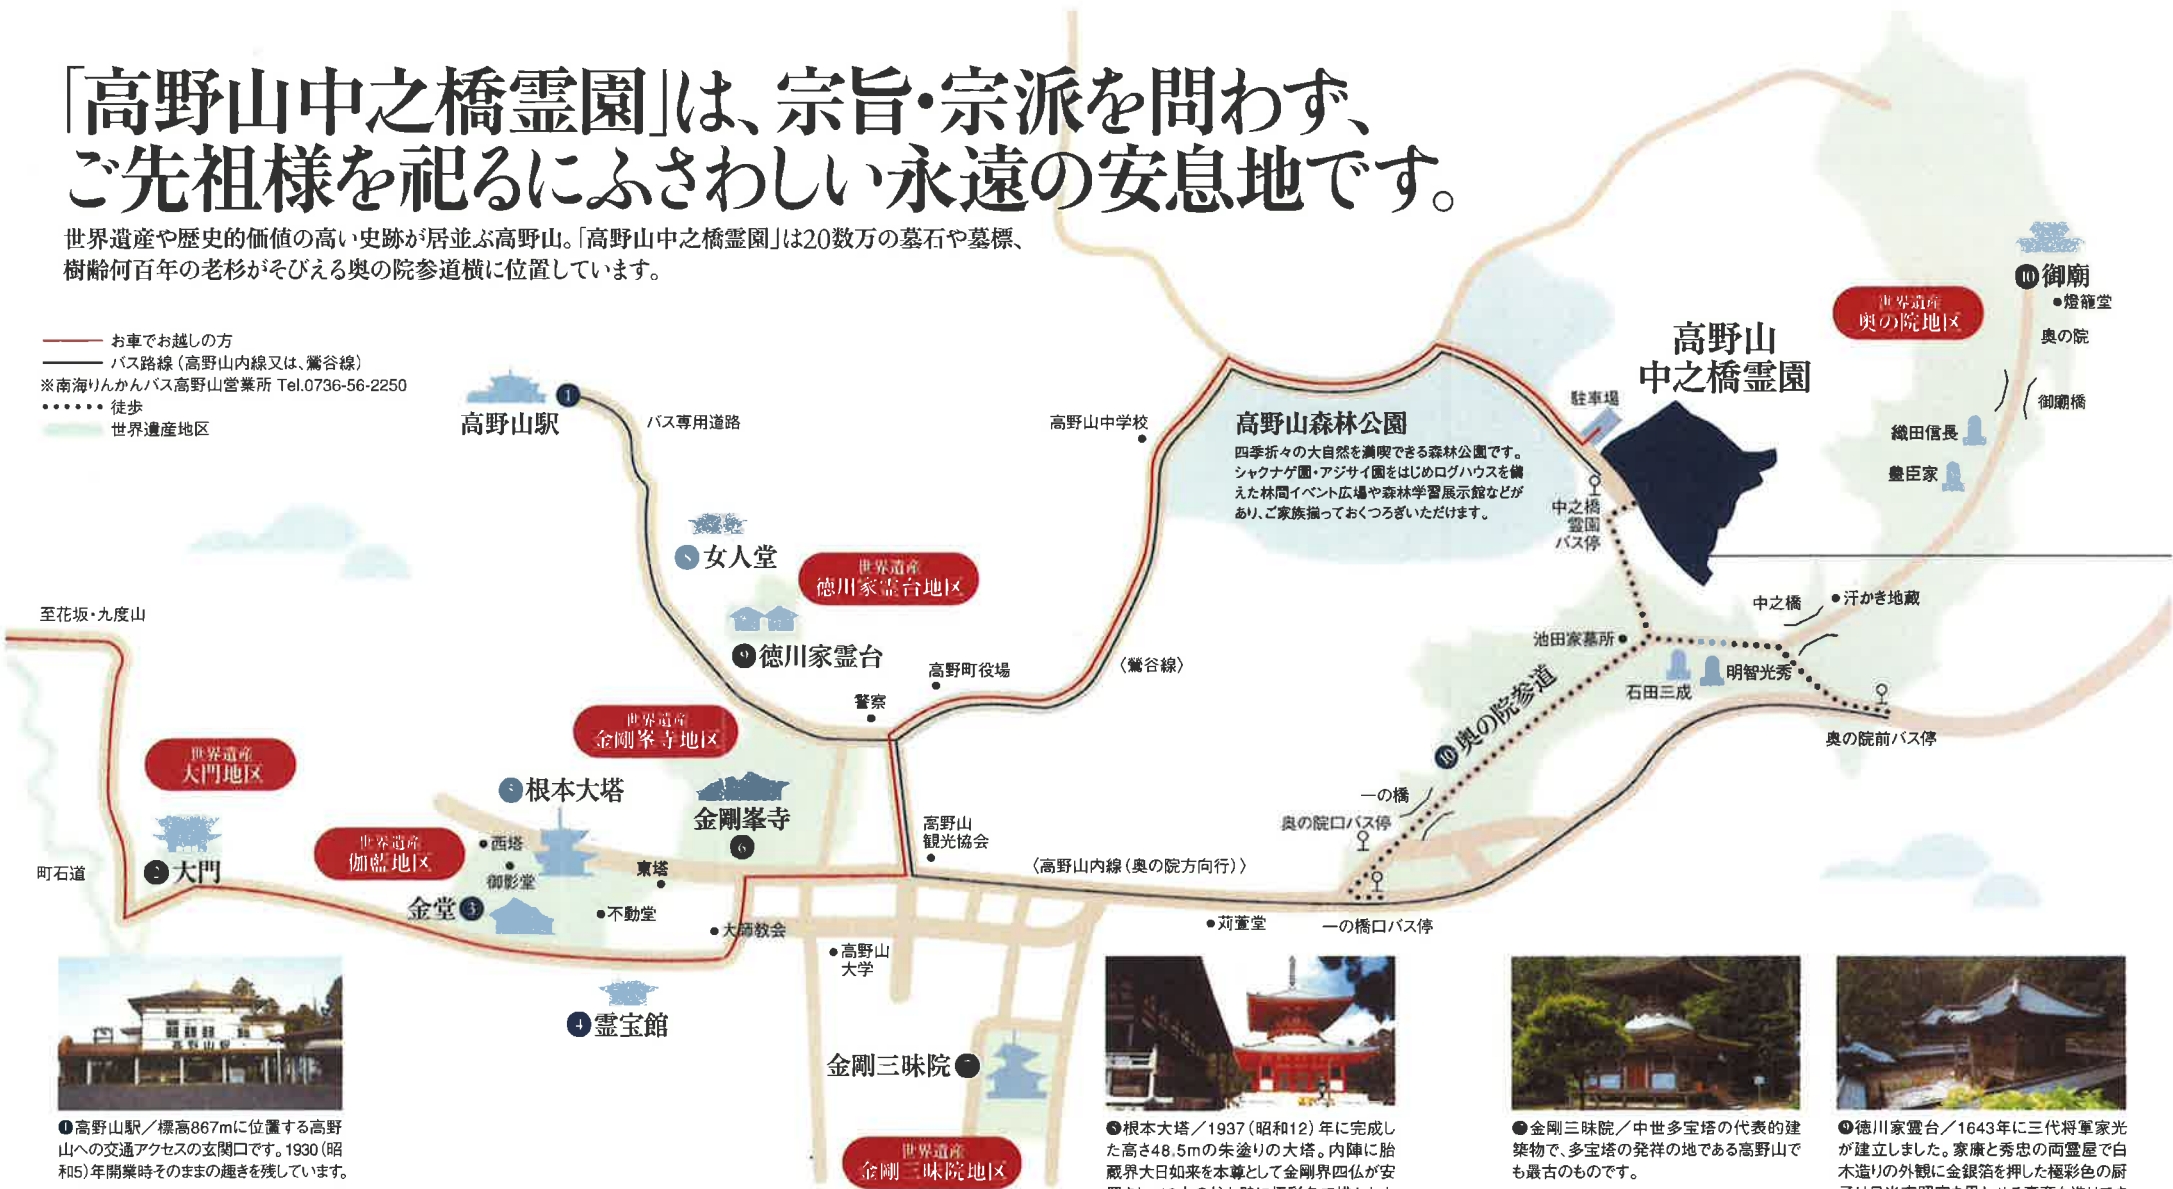 「高野山中之橋霊園」は、宗旨・宗派を問わず、
ご先祖様を祀るにふさわしい永遠の安息地です。
世界遺産や歴史的価値の高い史跡が居並ぶ高野山。「高野山中之橋霊園」は20数万の墓石や墓標、
樹齢何百年の老杉がそびえる奥の院参道横に位置しています。
お車でお越しの方
バス路線(高野山内線又は、鶯谷線)
※南海りんかんバス高野山営業所 Tel.0736-56-2250
徒歩
世界遺産地区
1
高野山駅
バス専用道路
女人堂
世界遺産
徳川家霊台地区
❾徳川家霊台
高野町役場
警察
〈鶯谷線〉
高野山中学校
高野山森林公園
四季折々の大自然を満喫できる森林公園です。
シャクナゲ園・アジサイ園をはじめログハウスを備
えた林間イベント広場や森林学習展示館などが
あり、ご家族揃っておくつろぎいただけます。
駐車場
高野山
中之橋霊園
中之橋
霊園
バス停
世界遺産
奥の院地区
❿御廟
●燈籠堂
奥の院
御廟橋
織田信長
豊臣家
中之橋
●汗かき地蔵
池田家墓所●
石田三成
明智光秀
奥の院前バス停
❿奥の院参道
一の橋
奥の院口バス停
〈高野山内線(奥の院方向行)〉
●苅萱堂
一の橋口バス停
至花坂・九度山
世界遺産
大門地区
町石道
❷大門
世界遺産
金剛峯寺地区
根本大塔
金剛峯寺
❻
世界遺産
伽藍地区
●西塔
御影堂
金堂❸
東塔
●不動堂
●大師教会
高野山
観光協会
●高野山
大学
❹霊宝館
金剛三昧院
世界遺産
金剛三昧院地区
❶高野山駅／標高867mに位置する高野
山への交通アクセスの玄関口です。1930(昭
和5)年開業時そのままの趣きを残しています。
❺根本大塔／1937(昭和12)年に完成し
た高さ48.5mの朱塗りの大塔。内陣に胎
蔵界大日如来を本尊として金剛界四仏が安
金剛三昧院／中世多宝塔の代表的建
築物で、多宝塔の発祥の地である高野山で
も最古のものです。
❾徳川家霊台／1643年に三代将軍家光
が建立しました。家康と秀忠の両霊屋で白
木造りの外観に金銀箔を押した極彩色の厨